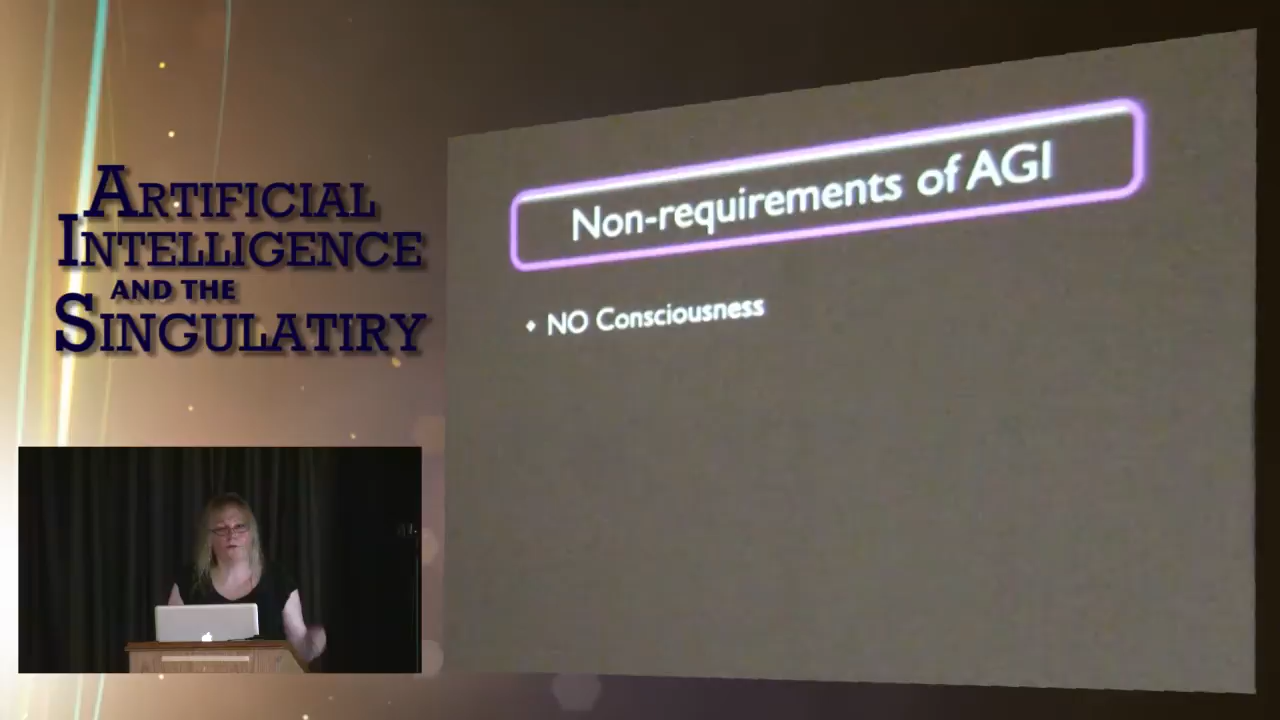 ARTIFICIAL
INTELLIGENCE
AND THE
SINGULATIRY
Non-requirements of AGI
• NO Consciousness